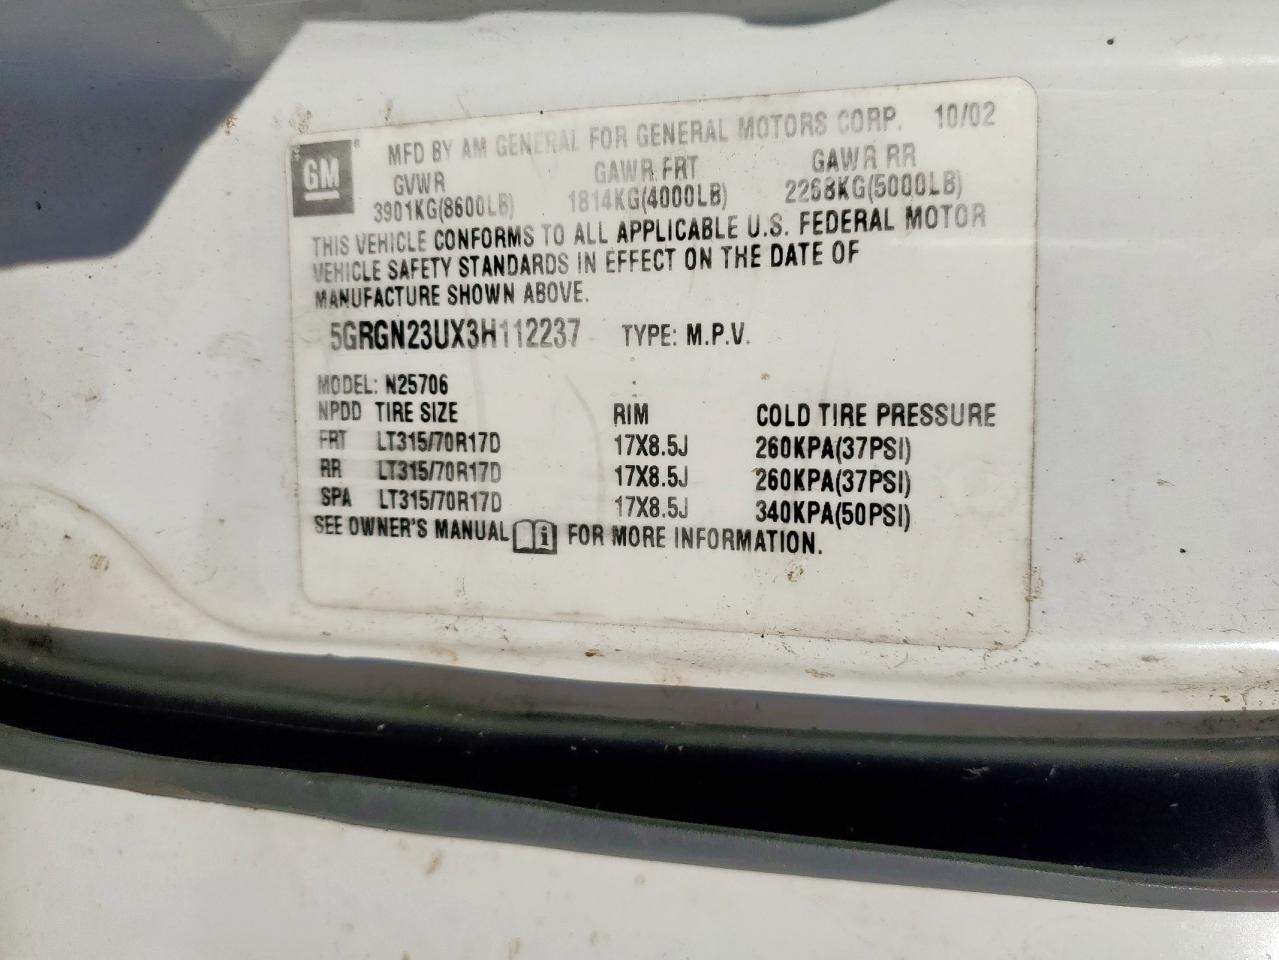 GM
MFD BY AM GENERAL FOR GENERAL MOTORS CORP. 10/02
GVWR GAWR FRT GAWR RR
3901KG(8600LB) 1814KG(4000LB) 2268KG(5000LB)
THIS VEHICLE CONFORMS TO ALL APPLICABLE U.S. FEDERAL MOTOR
VEHICLE SAFETY STANDARDS IN EFFECT ON THE DATE OF
MANUFACTURE SHOWN ABOVE.
5GRGN23UX3H112237 TYPE: M.P.V.
MODEL: N25706
NPDD TIRE SIZE RIM COLD TIRE PRESSURE
FRT LT315/70R17D 17X8.5J 260KPA(37PSI)
RR LT315/70R17D 17X8.5J 260KPA(37PSI)
SPA LT315/70R17D 17X8.5J 340KPA(50PSI)
SEE OWNER'S MANUAL i FOR MORE INFORMATION.